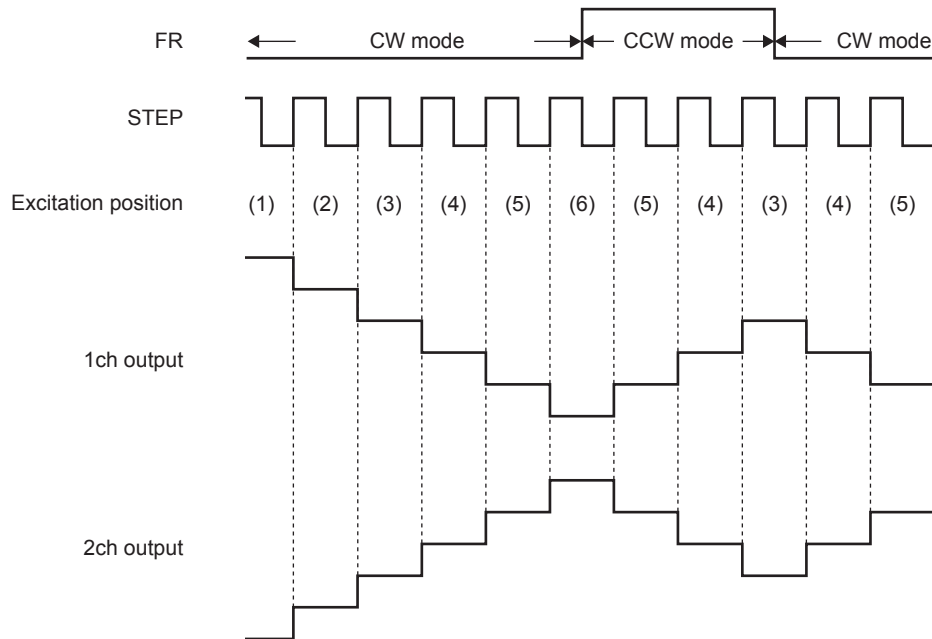 FR CW mode CCW mode CW mode
STEP
Excitation position (1) (2) (3) (4) (5) (6) (5) (4) (3) (4) (5)
1ch output
2ch output